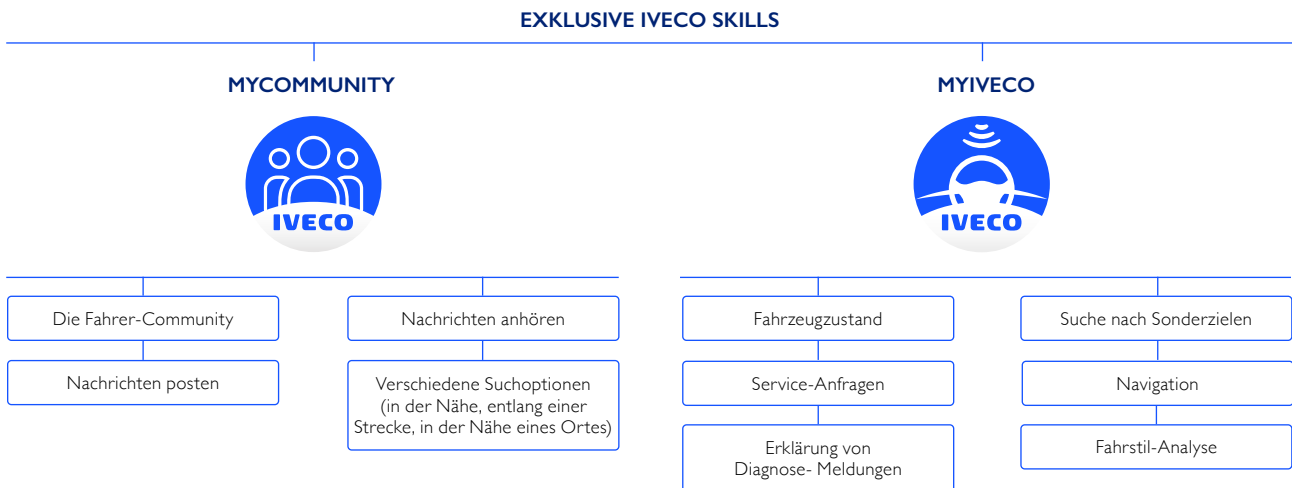 EXKLUSIVE IVECO SKILLS
MYCOMMUNITY
IVECO
Die Fahrer-Community
Nachrichten posten
Nachrichten anhören
Verschiedene Suchoptionen
(in der Nähe, entlang einer
Strecke, in der Nähe eines Ortes)
MYIVECO
IVECO
Fahrzeugzustand
Service-Anfragen
Erklärung von
Diagnose- Meldungen
Suche nach Sonderzielen
Navigation
Fahrstil-Analyse